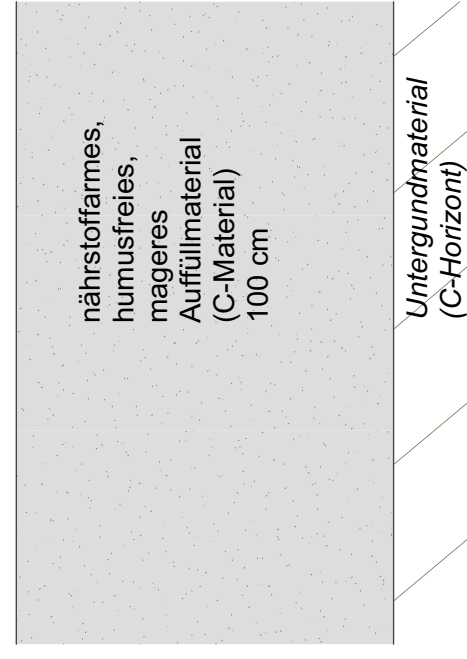 nährstoffarmes,
humusfreies,
mageres
Auffüllmaterial
(C-Material)
100 cm
Untergundmaterial
(C-Horizont)